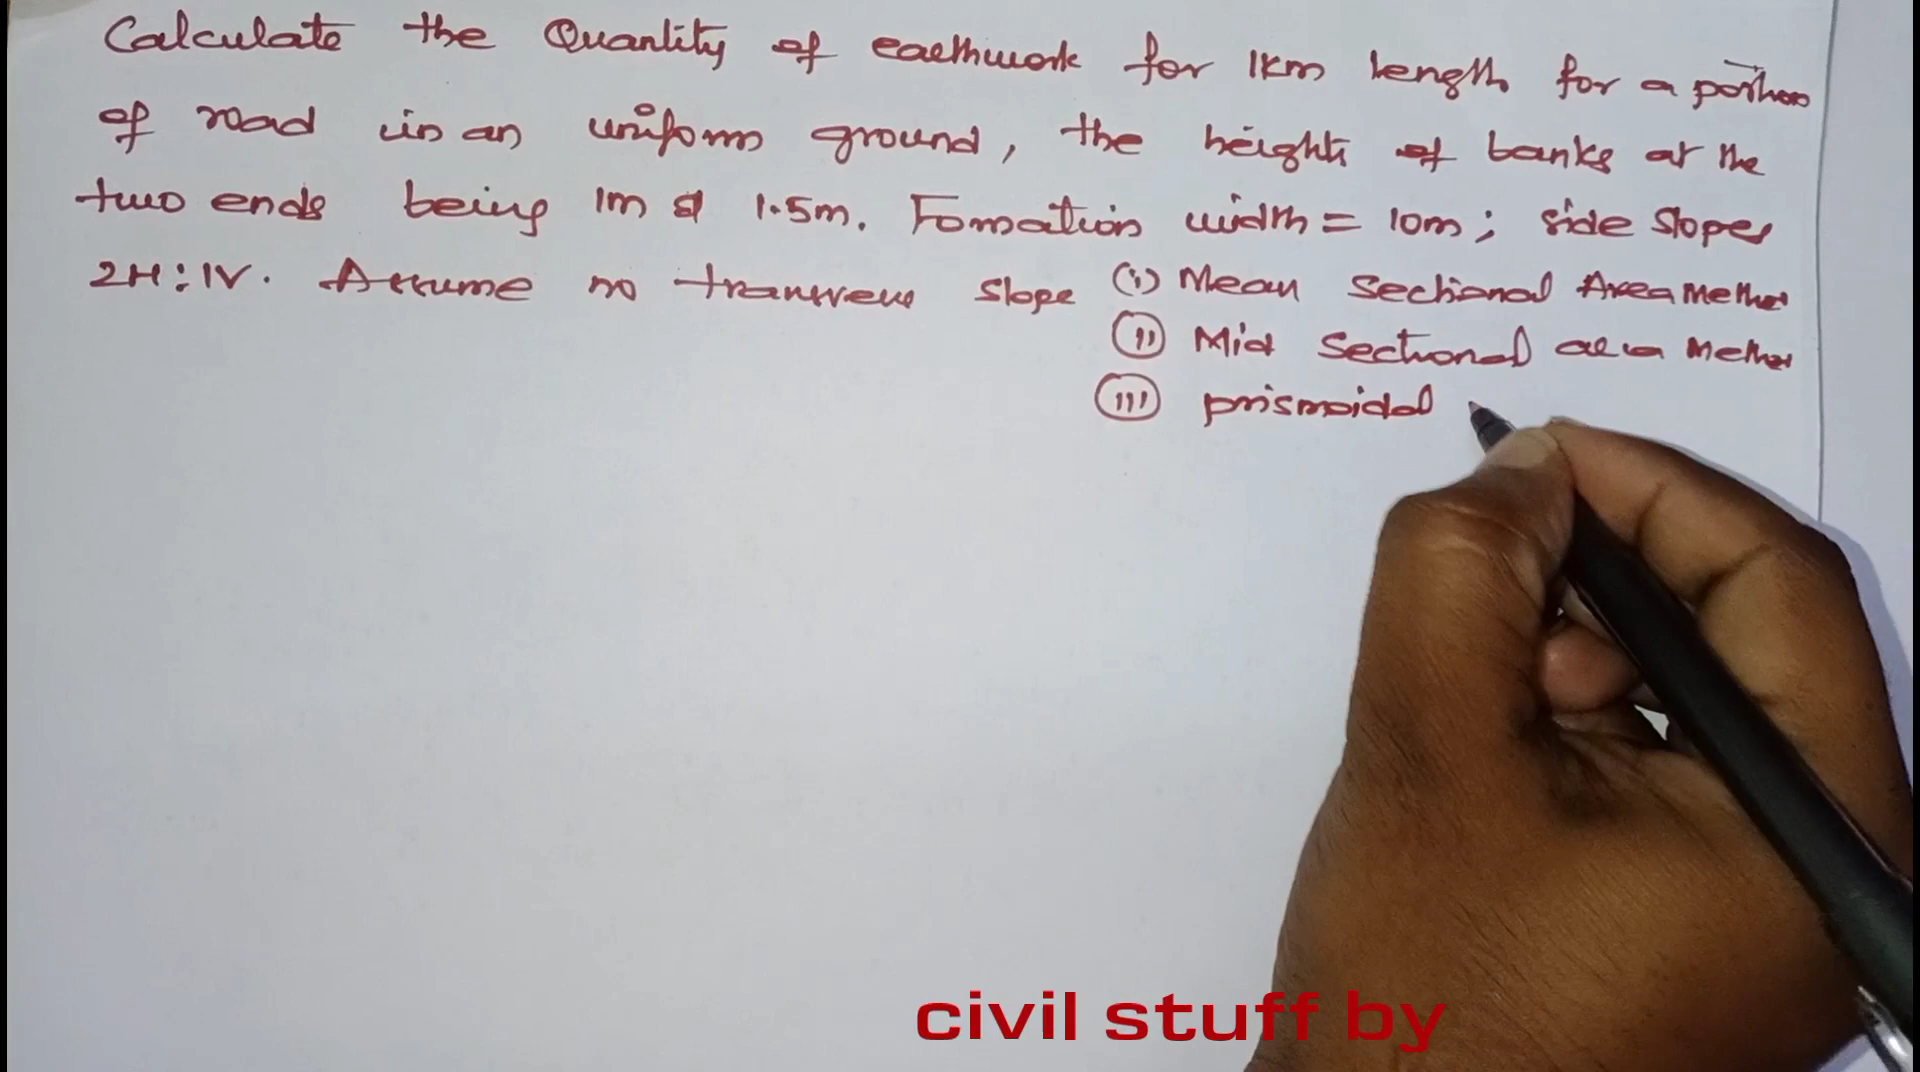 Calculate the Quantity of earthwork for 1km length for a portion
of road in an uniform ground, the heights of banks at the
two ends being 1m & 1.5m. Fomation width = 10m; side slopes
2H:1V. Assume no transverse slope (i) Mean Sectional Area Method
(ii) Mid Sectional area Method
(iii) prismoidal
civil stuff by